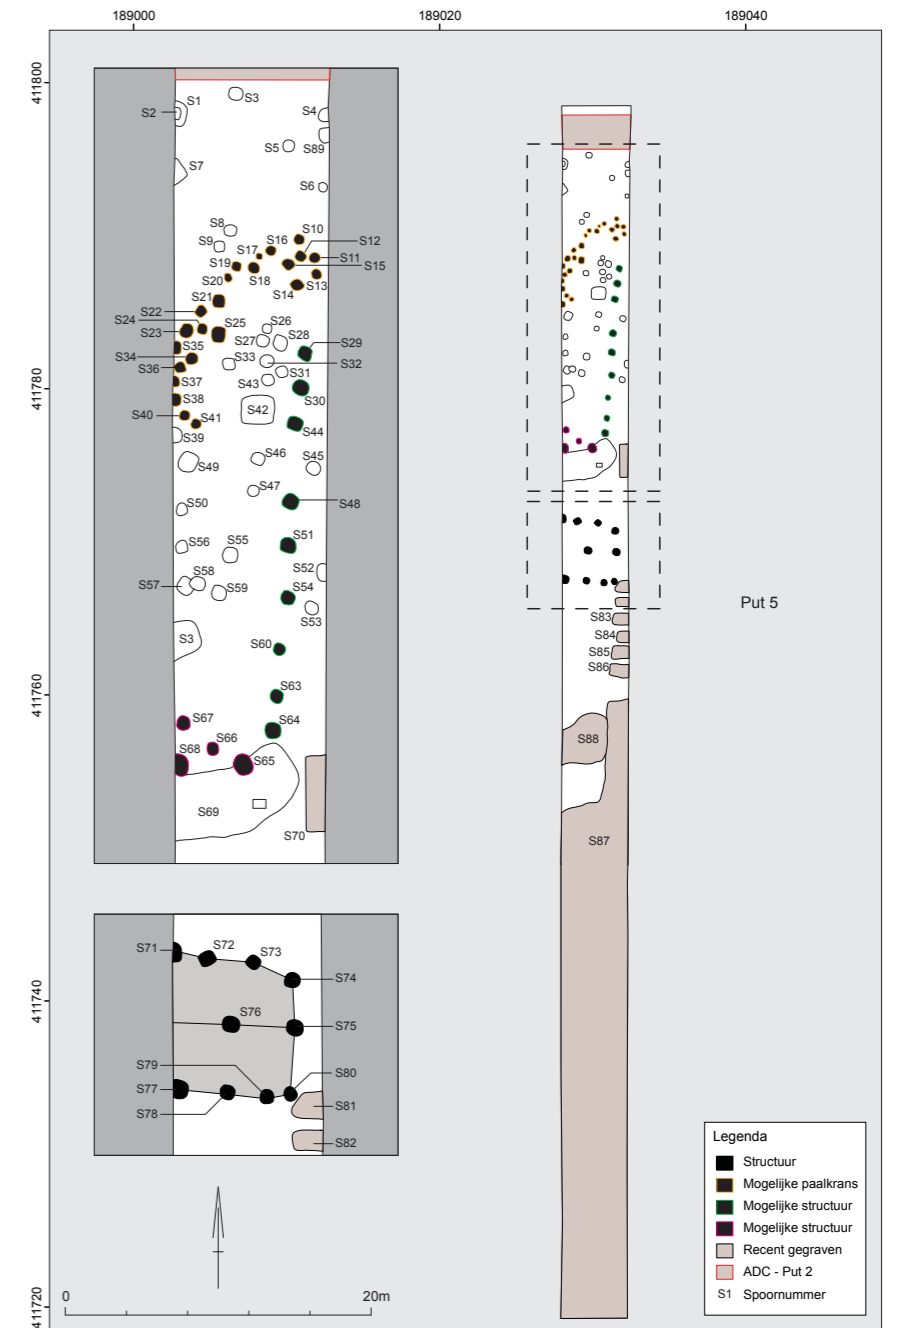 189000 189020 189040
411800
411780
411760
411740
411720
S1
S2
S3
S4
S5
S89
S7
S6
S8
S9
S10
S16
S12
S17
S11
S19
S15
S20
S18
S14
S13
S21
S22
S24
S23
S25
S26
S27
S28
S29
S35
S34
S33
S32
S36
S31
S37
S43
S30
S38
S42
S40
S41
S44
S39
S49
S46
S45
S47
S50
S48
S51
S56
S55
S57
S58
S59
S52
S54
S53
S3
S60
S63
S67
S64
S66
S68
S65
S69
S70
S71
S72
S73
S74
S76
S75
S79
S80
S77
S78
S81
S82
Put 5
S83
S84
S85
S86
S88
S87
Legenda
Structuur
Mogelijke paalkrans
Mogelijke structuur
Mogelijke structuur
Recent gegraven
ADC - Put 2
S1 Spoornummer
0 20m